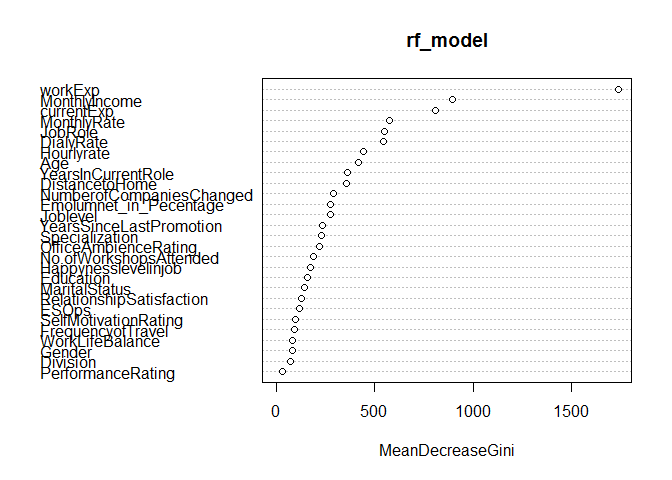 rf_model
workExp
MonthlyIncome
currentExp
MonthlyRate
JobRole
DialyRate
Hourlyrate
Age
YearsInCurrentRole
DistancetoHome
NumberofCompaniesChanged
Emolumnet_in_Pecentage
Joblevel
YearsSinceLastPromotion
Specialization
OfficeAmbienceRating
No.ofWorkshopsAttended
Happynesslevelinjob
Education
MaritalStatus
RelationshipSatisfaction
ESOps
SelfMotivationRating
FrequencyofTravel
WorkLifeBalance
Gender
Division
PerformanceRating
0 500 1000 1500
MeanDecreaseGini